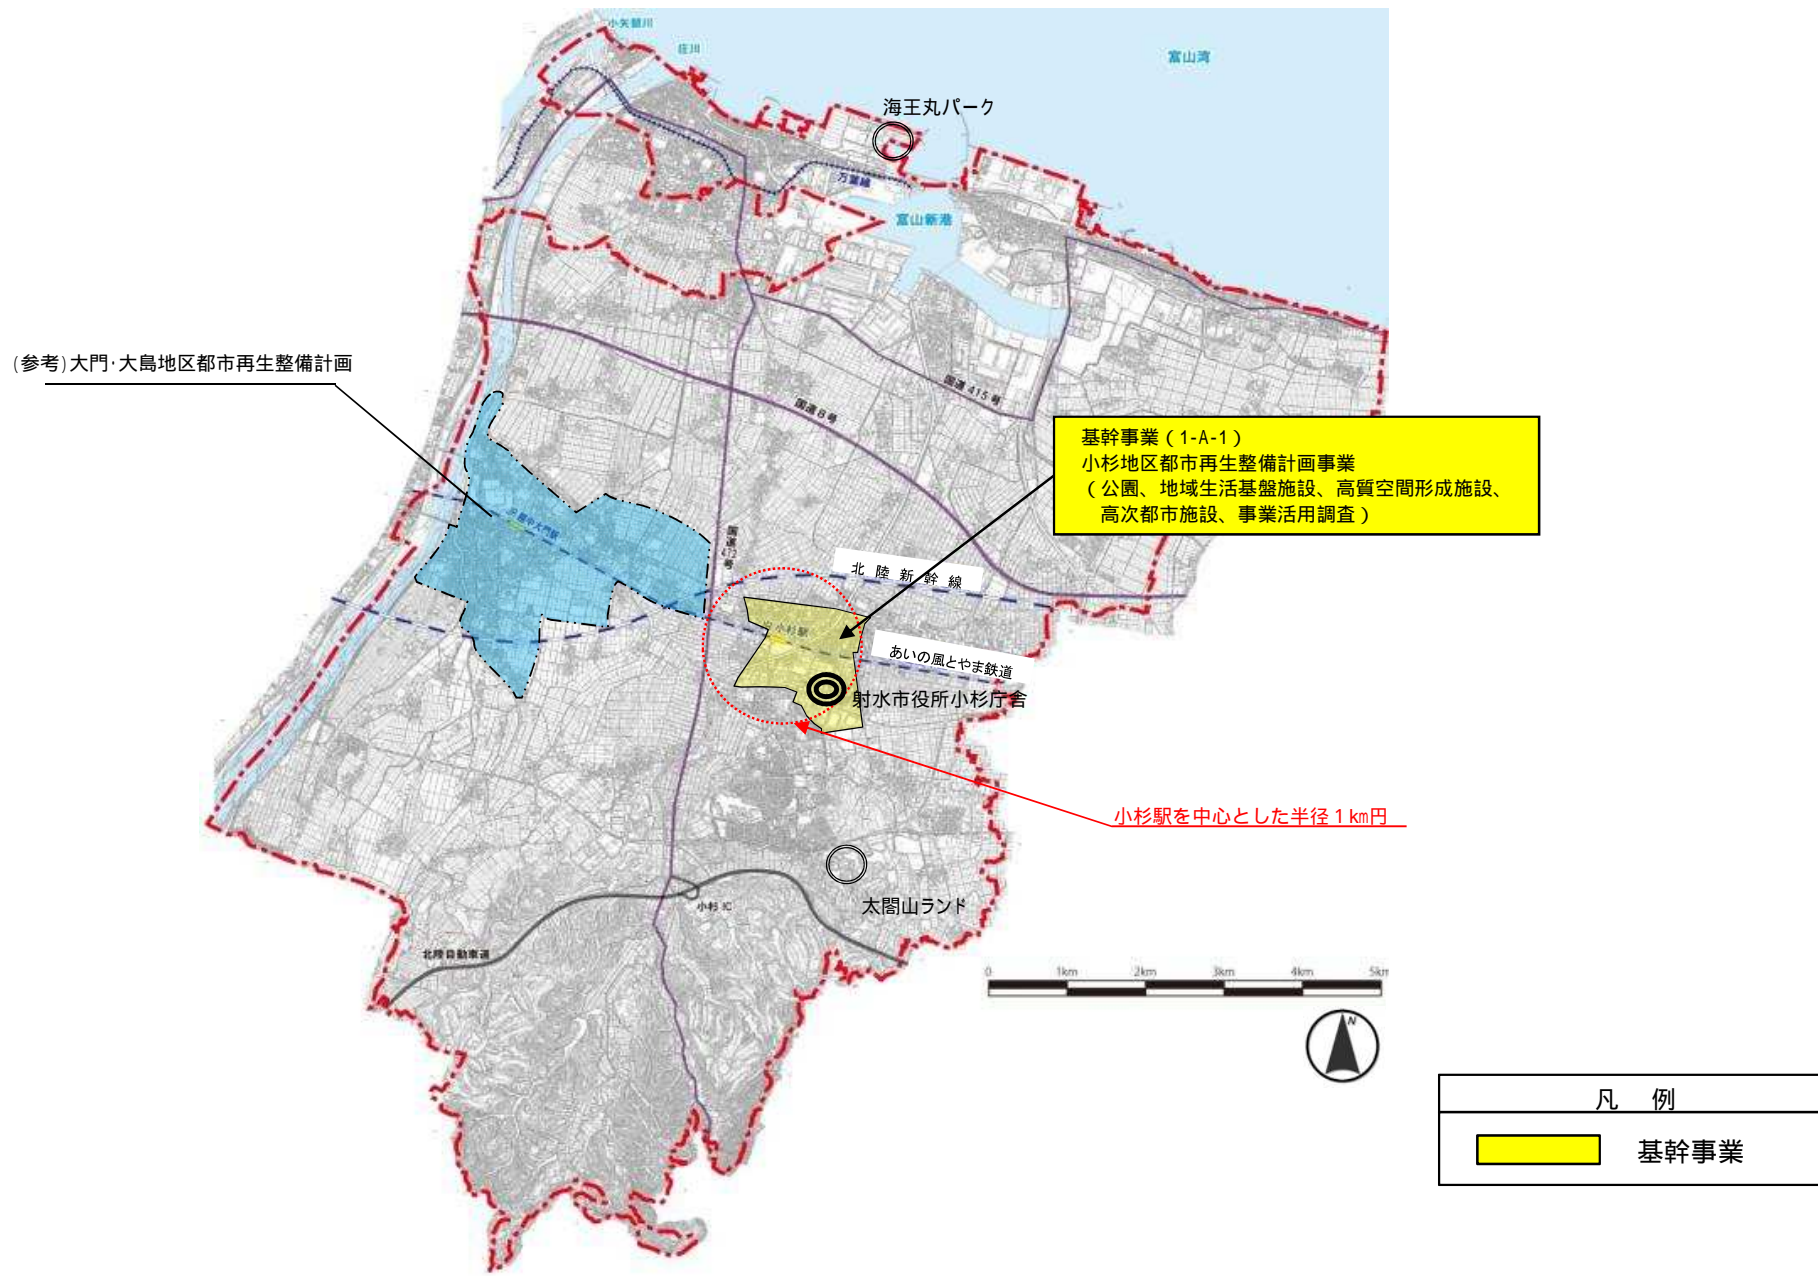 小矢部川
庄川
富山湾
海王丸パーク
万葉線
富山新港
(参考)大門・大島地区都市再生整備計画
国道415号
国道8号
基幹事業（1-A-1）
小杉地区都市再生整備計画事業
（公園、地域生活基盤施設、高質空間形成施設、
高次都市施設、事業活用調査）
JR越中大門駅
国道472号
北陸新幹線
JR小杉駅
あいの風とやま鉄道
射水市役所小杉庁舎
小杉駅を中心とした半径１㎞円
太閤山ランド
小杉IC
北陸自動車道
0 1km 2km 3km 4km 5km
N
凡 例
基幹事業